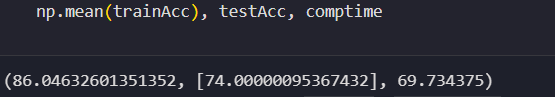 np.mean(trainAcc), testAcc, comptime
(86.04632601351352, [74.00000095367432], 69.734375)